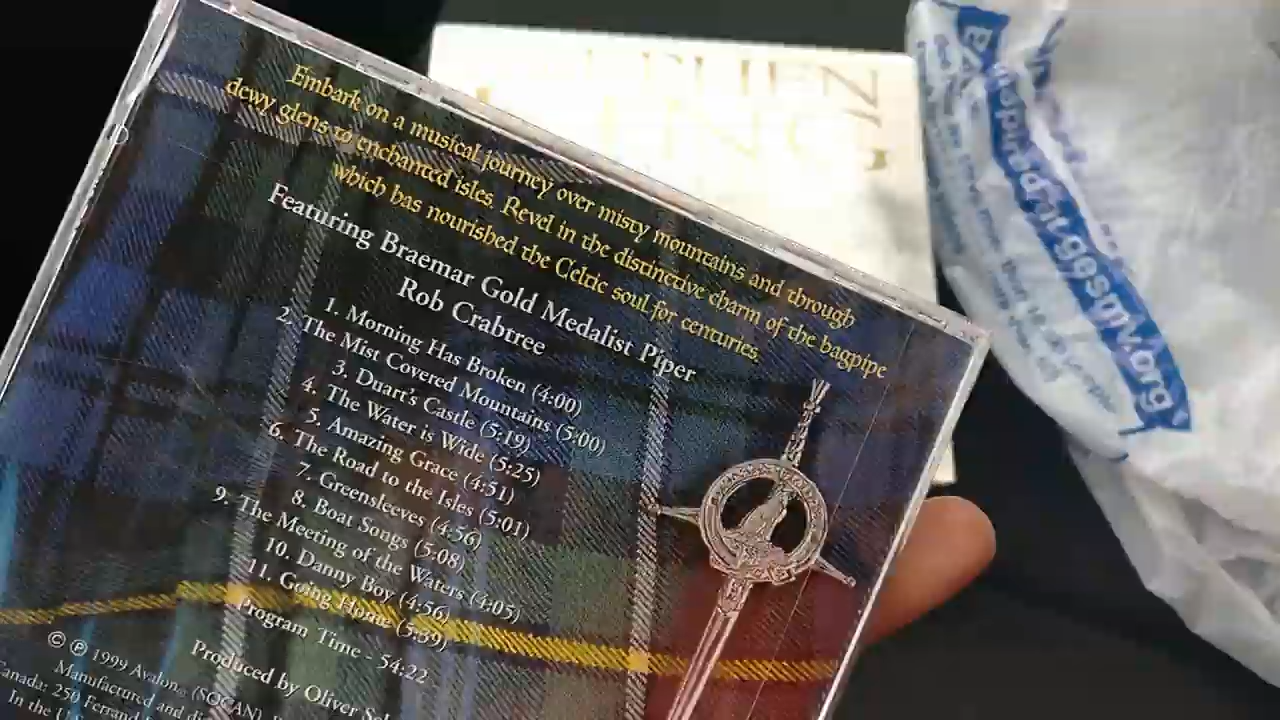 Embark on a musical journey over misty mountains and through
dewy glens to enchanted isles. Revel in the distinctive charm of the bagpipe
which has nourished the Celtic soul for centuries.
Featuring Braemar Gold Medalist Piper
Rob Crabtree
1. Morning Has Broken (4:00)
2. The Mist Covered Mountains (5:00)
3. Duart's Castle (5:19)
4. The Water is Wide (5:25)
5. Amazing Grace (4:51)
6. The Road to the Isles (5:01)
7. Greensleeves (4:56)
8. Boat Songs (5:08)
9. The Meeting of the Waters (4:05)
10. Danny Boy (4:56)
11. Going Home (5:39)
Program Time - 54:22
Produced by Oliver
© ℗ 1999 Avalon (SOCAN).
Manufactured and
Canada: 250 Ferrand
In the